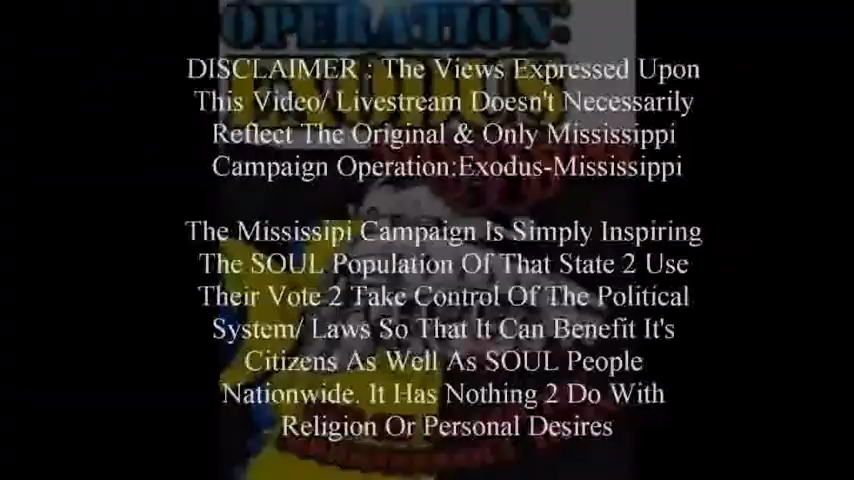 OPERATION:
EXODUS
DISCLAIMER : The Views Expressed Upon
This Video/ Livestream Doesn't Necessarily
Reflect The Original & Only Mississippi
Campaign Operation:Exodus-Mississippi
The Mississipi Campaign Is Simply Inspiring
The SOUL Population Of That State 2 Use
Their Vote 2 Take Control Of The Political
System/ Laws So That It Can Benefit It's
Citizens As Well As SOUL People
Nationwide. It Has Nothing 2 Do With
Religion Or Personal Desires